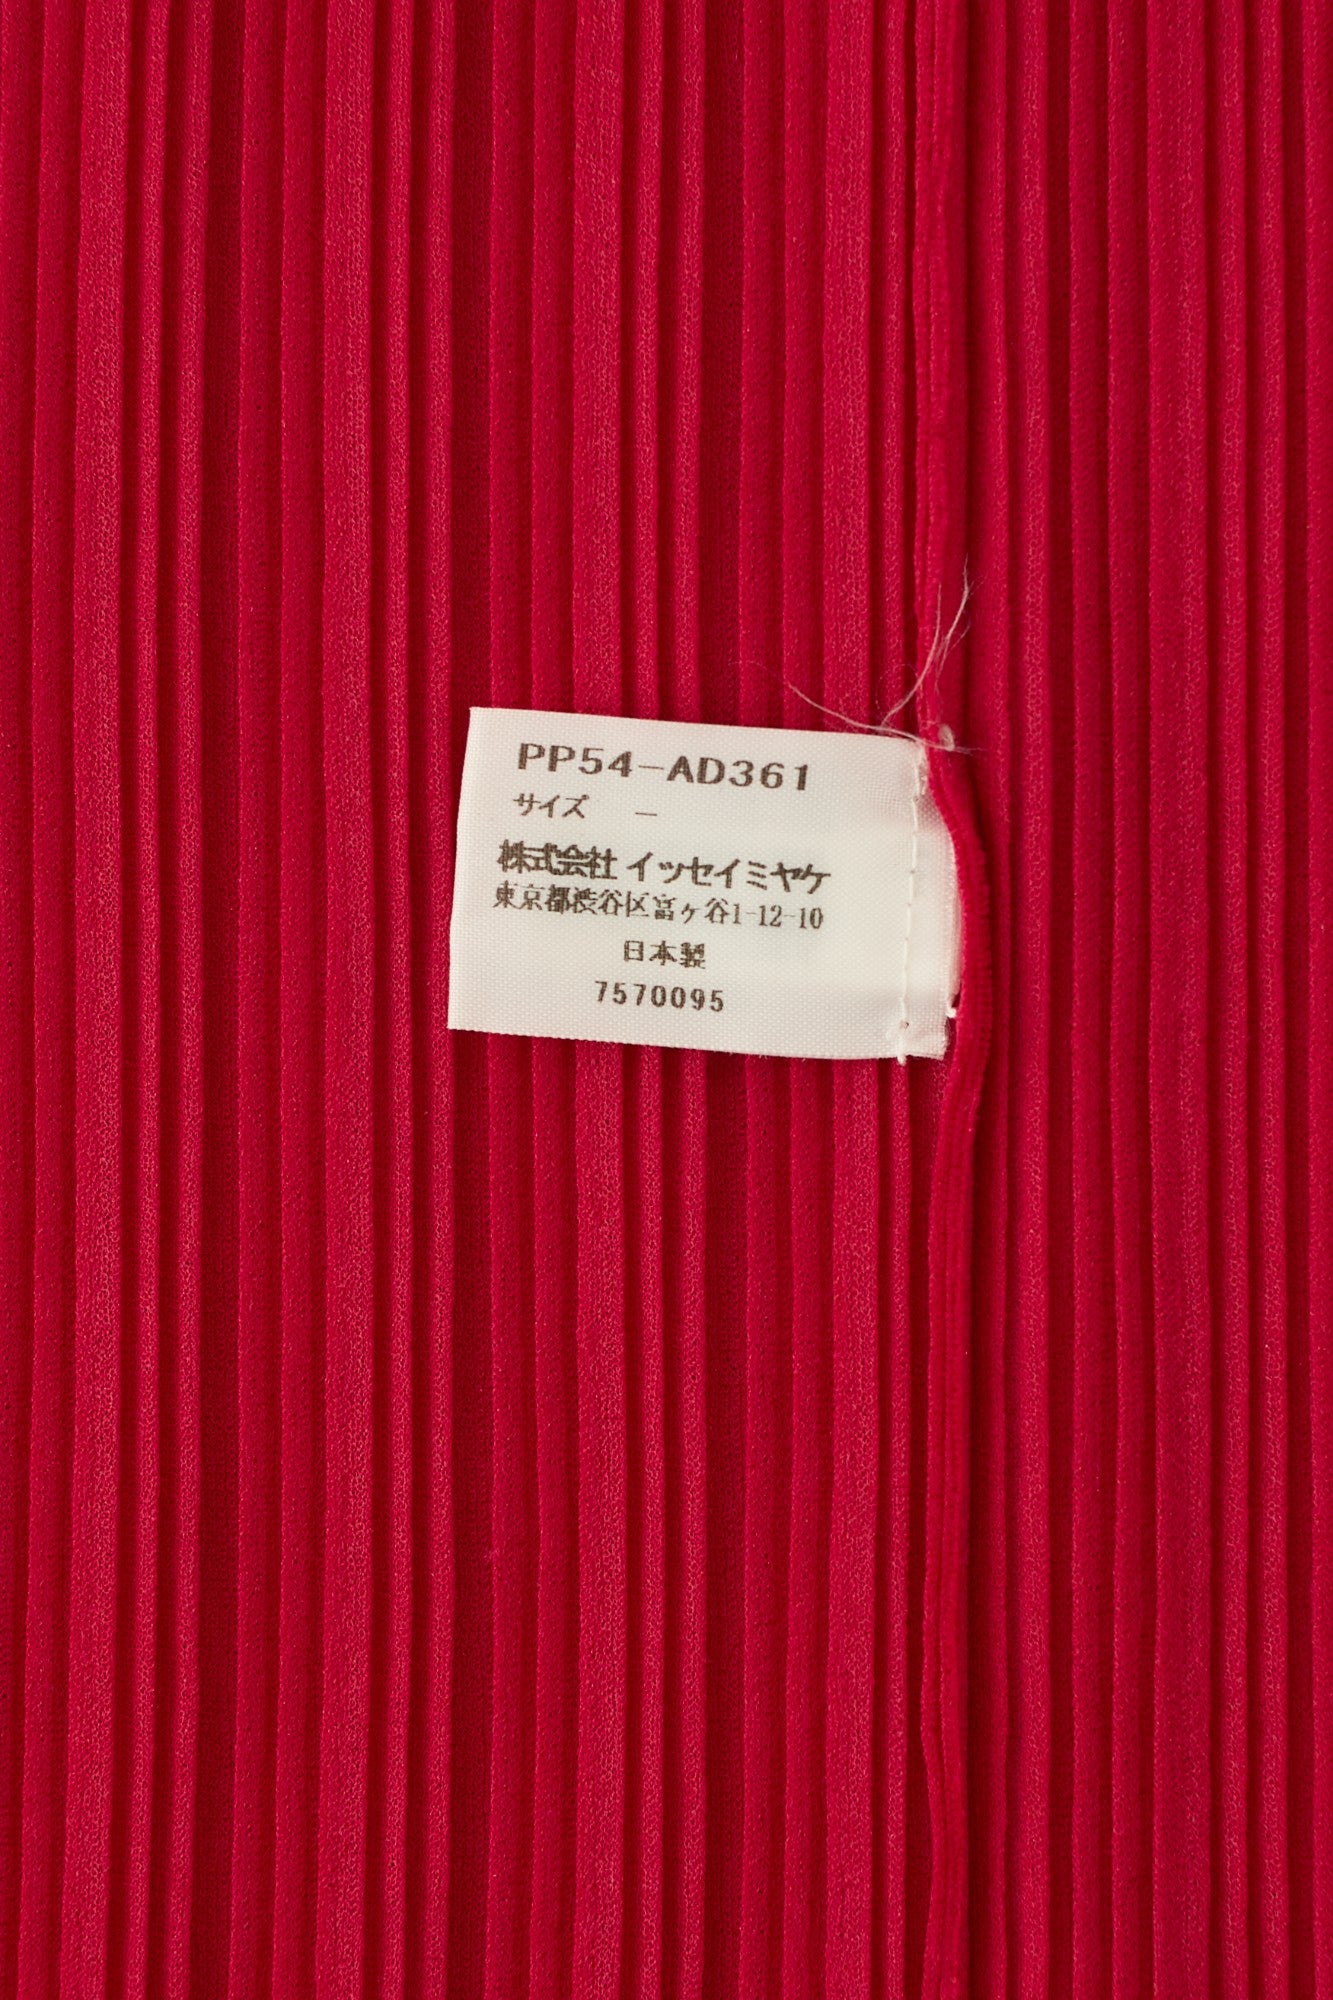 PP54-AD361
サイズ －
株式会社 イッセイミヤケ
東京都渋谷区富ヶ谷1-12-10
日本製
7570095